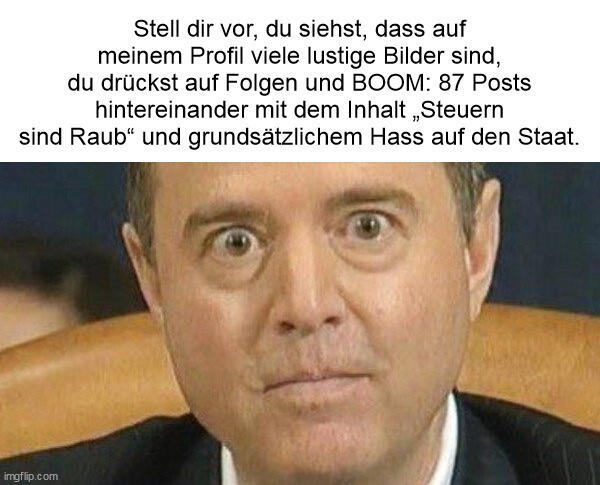 Stell dir vor, du siehst, dass auf
meinem Profil viele lustige Bilder sind,
du drückst auf Folgen und BOOM: 87 Posts
hintereinander mit dem Inhalt „Steuern
sind Raub“ und grundsätzlichem Hass auf den Staat.
imgflip.com